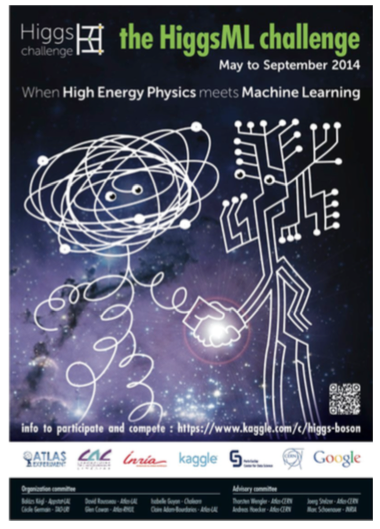 Higgs challenge
the HiggsML challenge
May to September 2014
When High Energy Physics meets Machine Learning
info to participate and compete : https://www.kaggle.com/c/higgs-boson
ATLAS EXPERIMENT
Inria
kaggle
CERN
Google
Organization committee
Advisory committee
Balázs Kégl - Appstat-LAL
David Rousseau - Atlas-LAL
Isabelle Guyon - Chalearn
Thorsten Wengler - Atlas-CERN
Joerg Stelzer - Atlas-CERN
Cécile Germain - TAO-LRI
Glen Cowan - Atlas-RHUL
Claire Adam-Bourdarios - Atlas-LAL
Andreas Hoecker - Atlas-CERN
Marc Schoenauer - INRIA